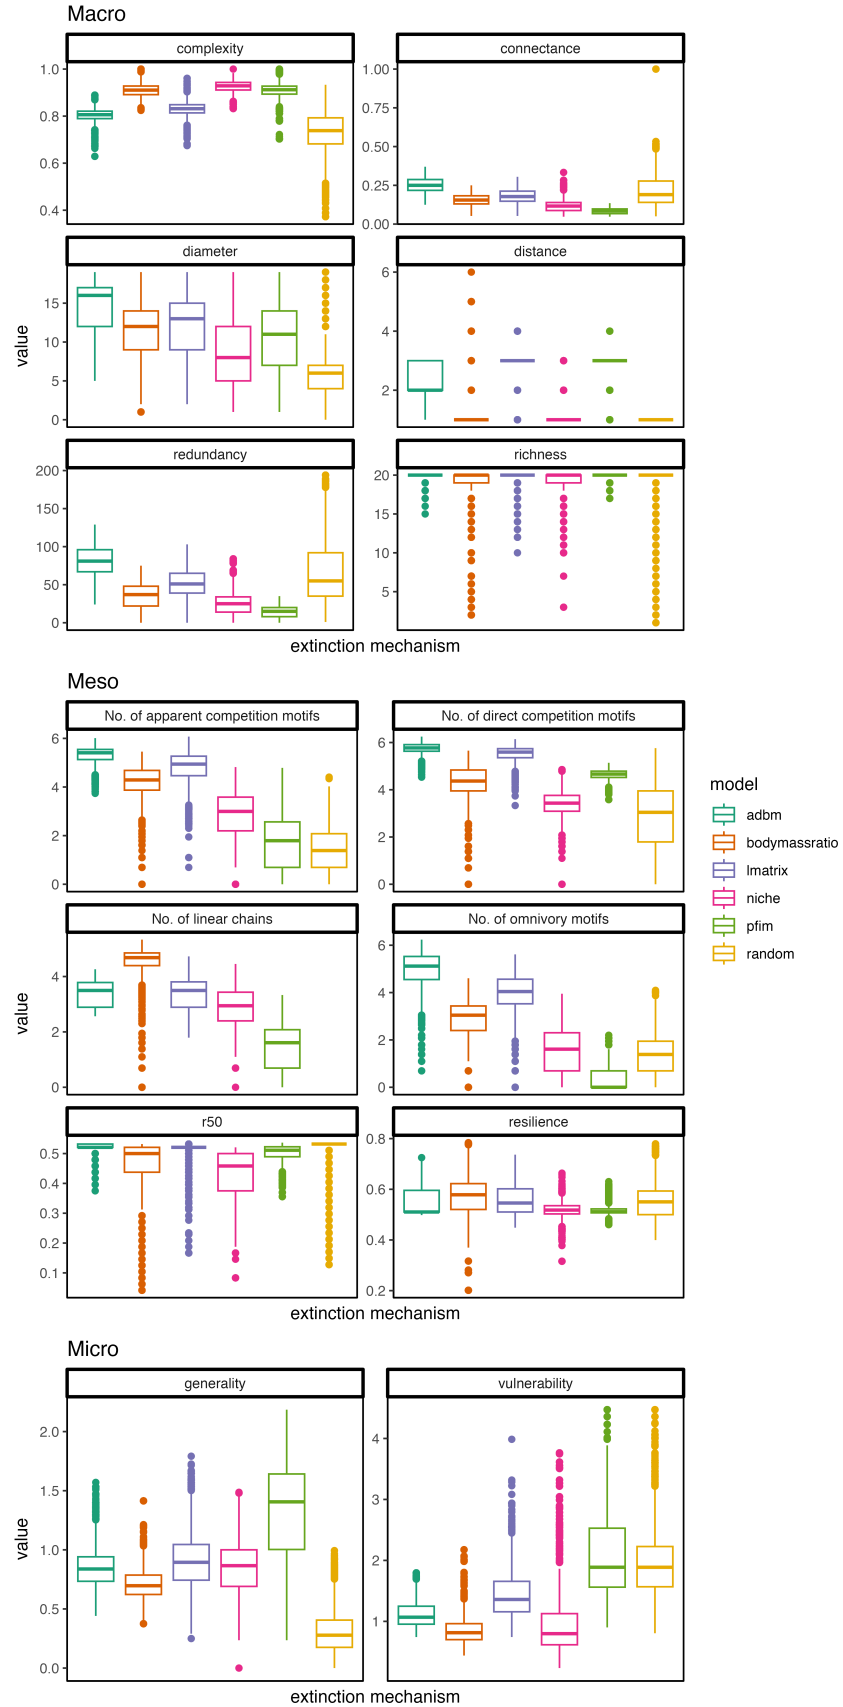 Macro
complexity
connectance
1.0
0.8
0.6
0.4
1.00
0.75
0.50
0.25
0.00
diameter
distance
15
10
5
0
6
4
2
value
redundancy
richness
200
150
100
50
0
20
15
10
5
extinction mechanism
Meso
No. of apparent competition motifs
No. of direct competition motifs
6
4
2
0
6
4
2
0
No. of linear chains
No. of omnivory motifs
4
2
0
6
4
2
0
value
r50
resilience
0.5
0.4
0.3
0.2
0.1
0.8
0.6
0.4
0.2
extinction mechanism
model
adbm
bodymassratio
lmatrix
niche
pfim
random
Micro
generality
vulnerability
2.0
1.5
1.0
0.5
0.0
4
3
2
1
value
extinction mechanism